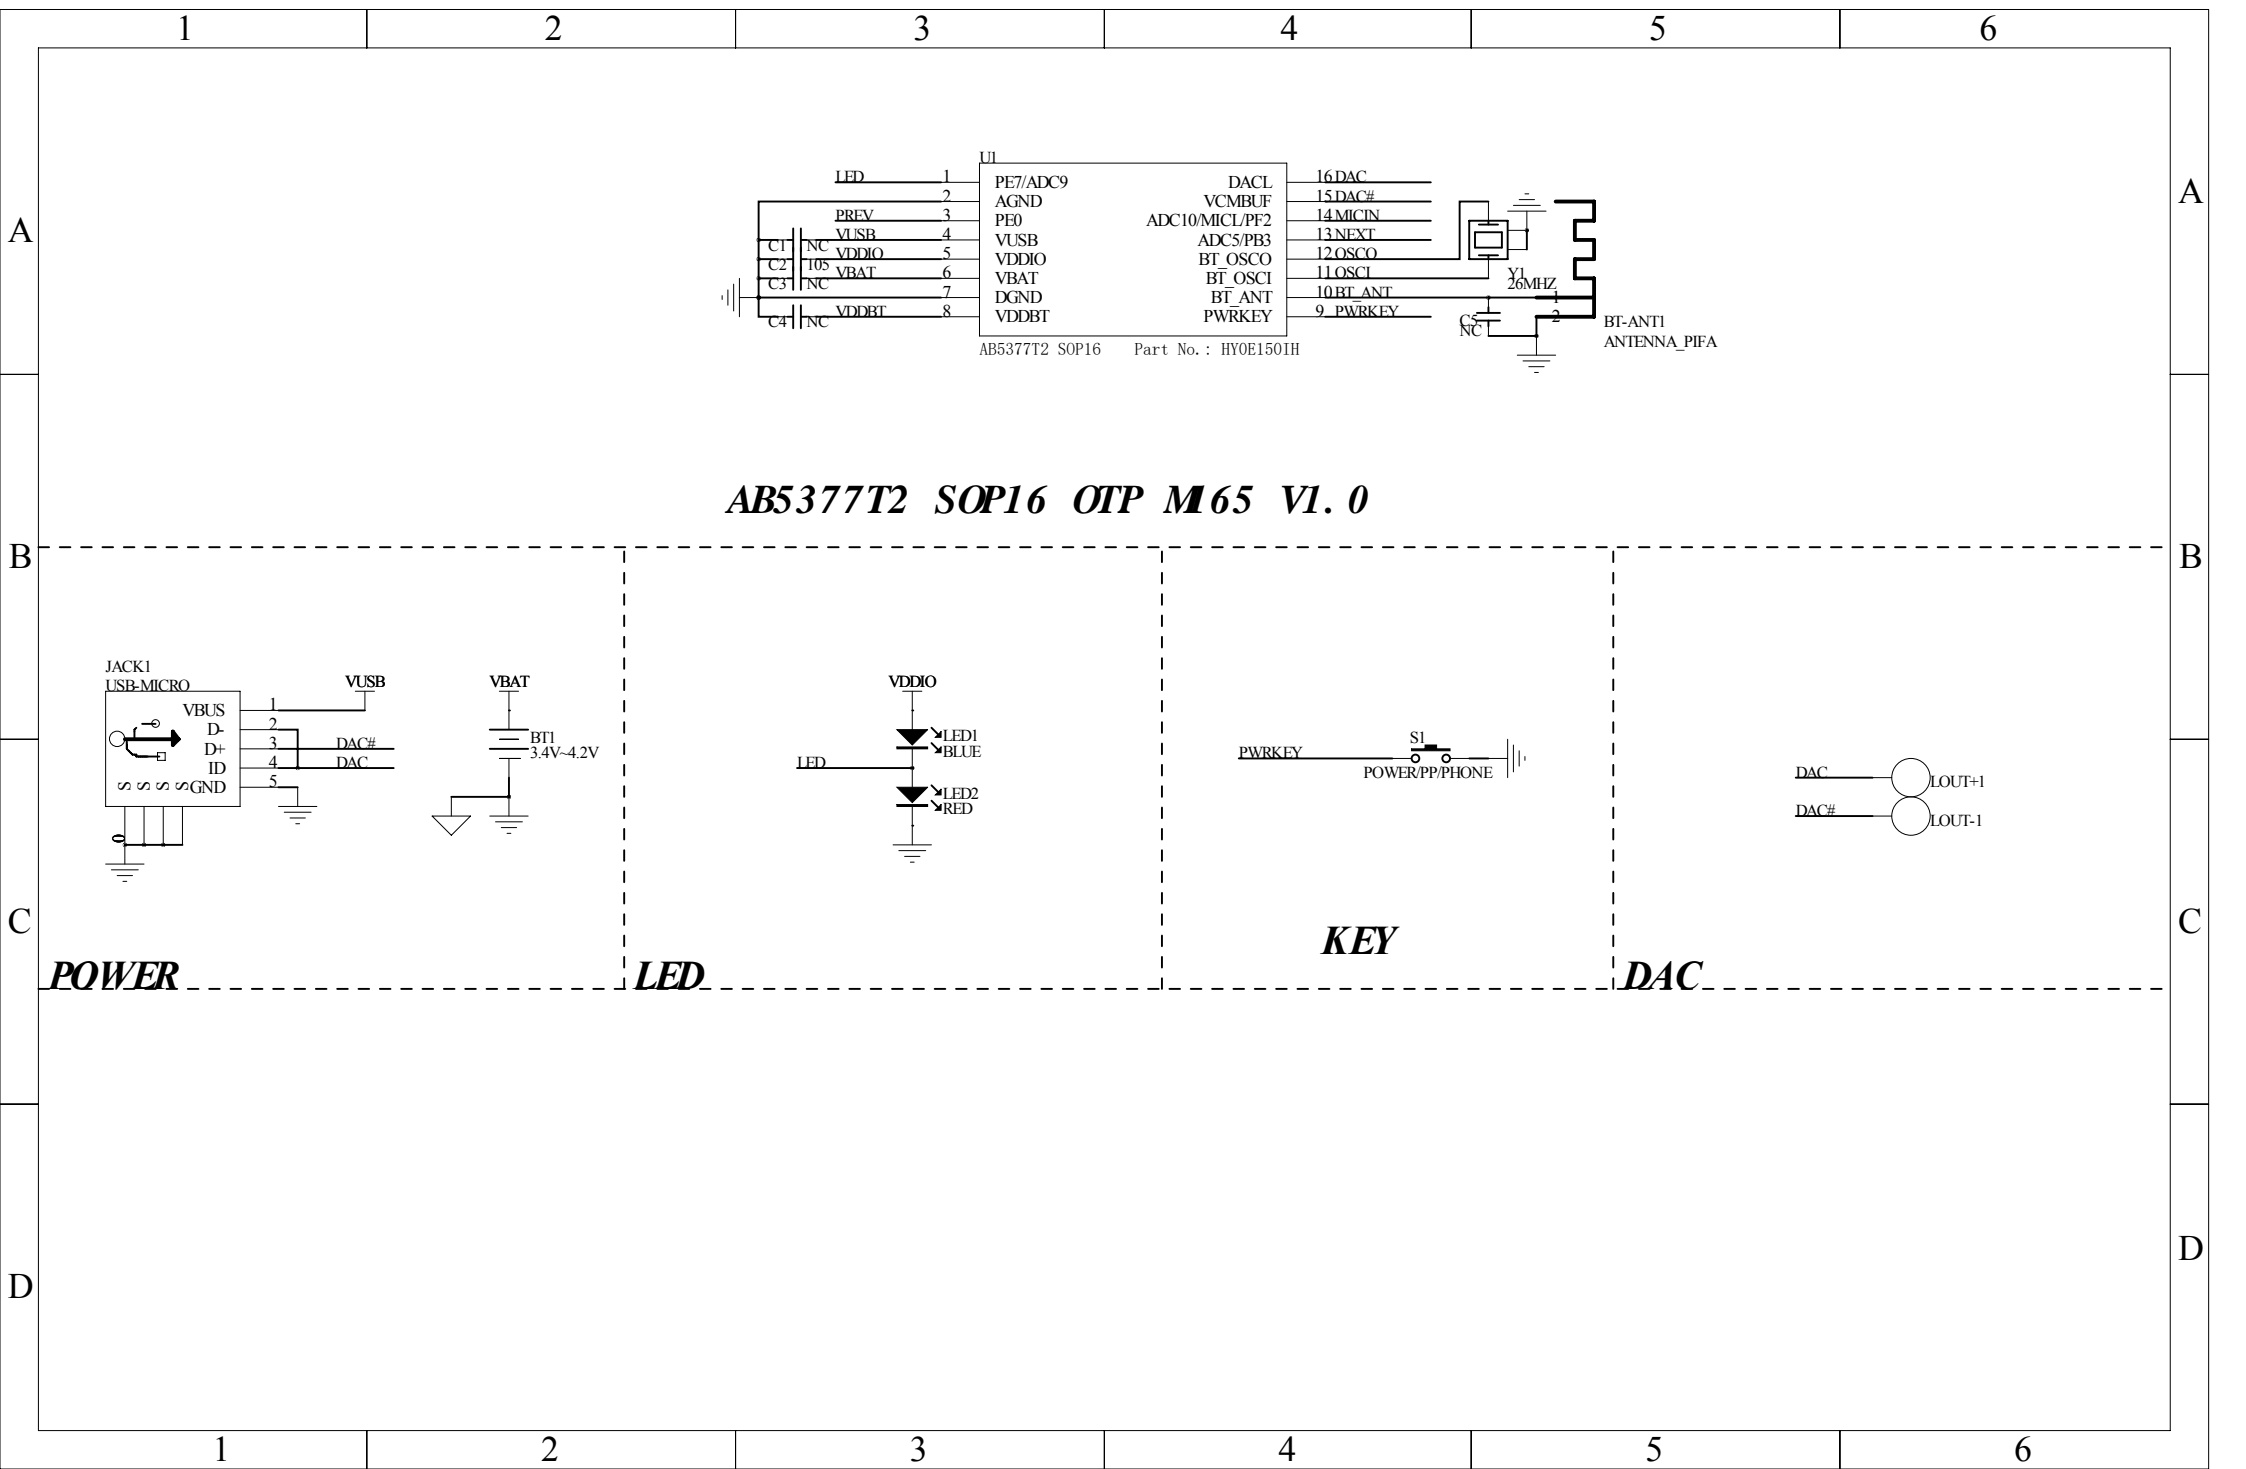 1 2 3 4 5 6
A A
U1
LED 1 PE7/ADC9 DACL 16 DAC
2 AGND VCMBUF 15 DAC#
PREV 3 PE0 ADC10/MICL/PF2 14 MICIN
C1 NC VUSB 4 VUSB ADC5/PB3 13 NEXT
C2 105 VDDIO 5 VDDIO BT_OSCO 12 OSCO
C3 NC VBAT 6 VBAT BT_OSCI 11 OSCI
Y1
26MHZ
7 DGND BT_ANT 10 BT_ANT 1
C4 NC VDDBT 8 VDDBT PWRKEY 9 PWRKEY 2
C5
NC
BT-ANT1
ANTENNA_PIFA
AB5377T2 SOP16 Part No.: HY0E150IH
AB5377T2 SOP16 OTP M165 V1.0
B B
JACK1
USB-MICRO
VBUS 1 VUSB
D- 2
D+ 3 DAC#
ID 4 DAC
S S S S GND 5
0
VBAT
BT1
3.4V~4.2V
POWER
VDDIO
LED1
BLUE
LED
LED2
RED
LED
PWRKEY
S1
POWER/PP/PHONE
KEY
DAC LOUT+1
DAC# LOUT-1
DAC
C C
D D
1 2 3 4 5 6